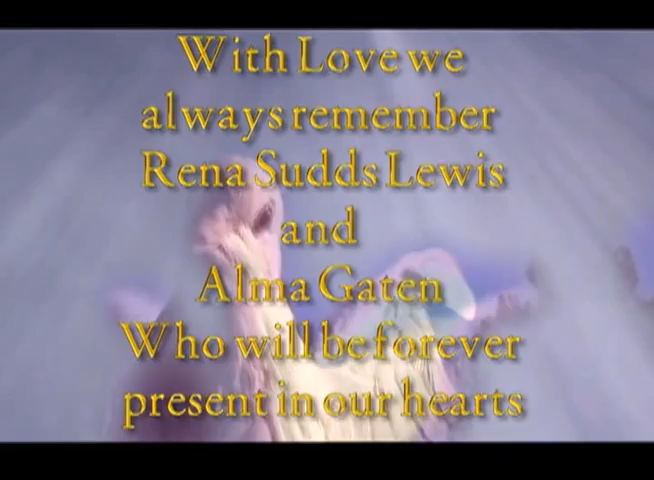 With Love we
always remember
Rena Sudds Lewis
and
Alma Gaten
Who will be forever
present in our hearts